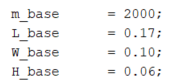 m_base = 2000;
L_base = 0.17;
W_base = 0.10;
H_base = 0.06;